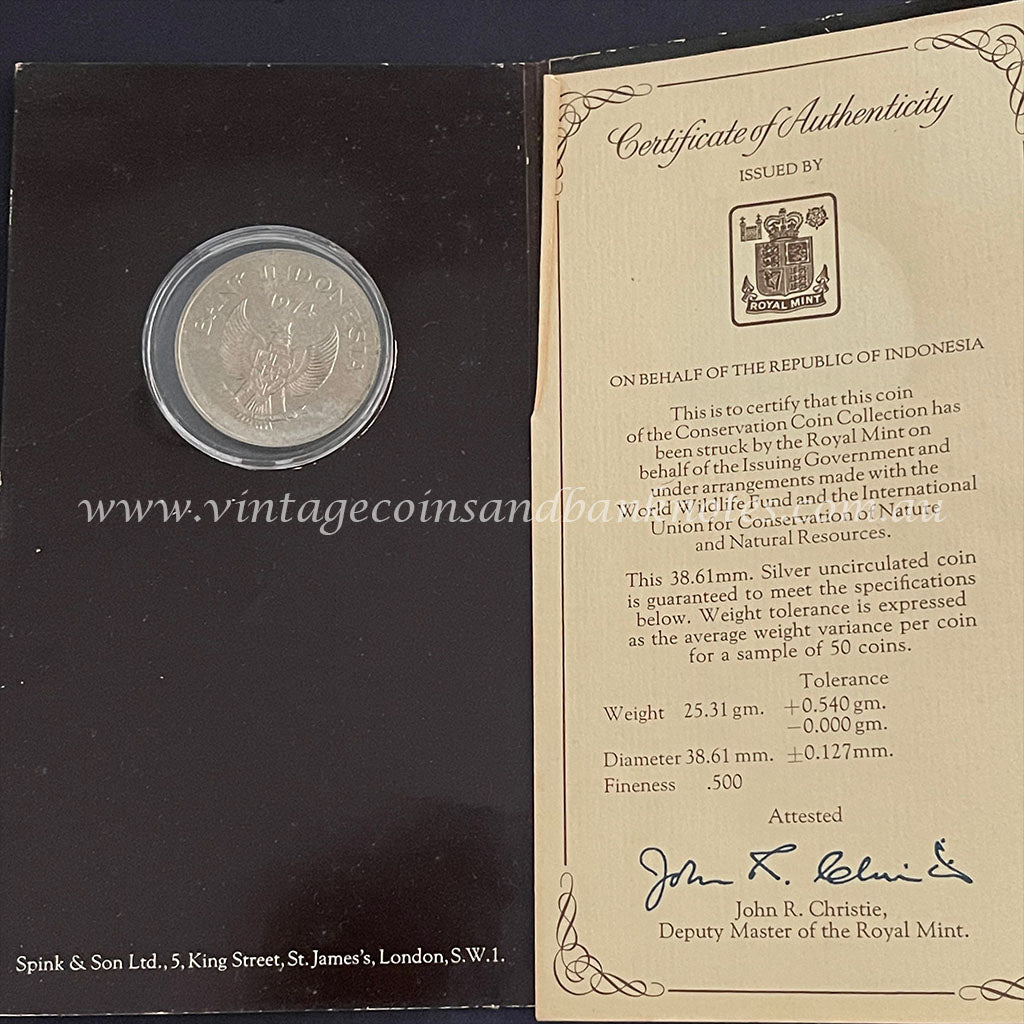 BANK INDONESIA
1974
Spink & Son Ltd., 5, King Street, St. James's, London, S.W.1.
Certificate of Authenticity
ISSUED BY
ROYAL MINT
ON BEHALF OF THE REPUBLIC OF INDONESIA
This is to certify that this coin
of the Conservation Coin Collection has
been struck by the Royal Mint on
behalf of the Issuing Government and
under arrangements made with the
World Wildlife Fund and the International
Union for Conservation of Nature
and Natural Resources.
This 38.61mm. Silver uncirculated coin
is guaranteed to meet the specifications
below. Weight tolerance is expressed
as the average weight variance per coin
for a sample of 50 coins.
Tolerance
Weight 25.31 gm. +0.540 gm.
−0.000 gm.
Diameter 38.61 mm. ±0.127mm.
Fineness .500
Attested
John R. Christie
John R. Christie,
Deputy Master of the Royal Mint.
www.vintagecoinsandbanknotes.com.au